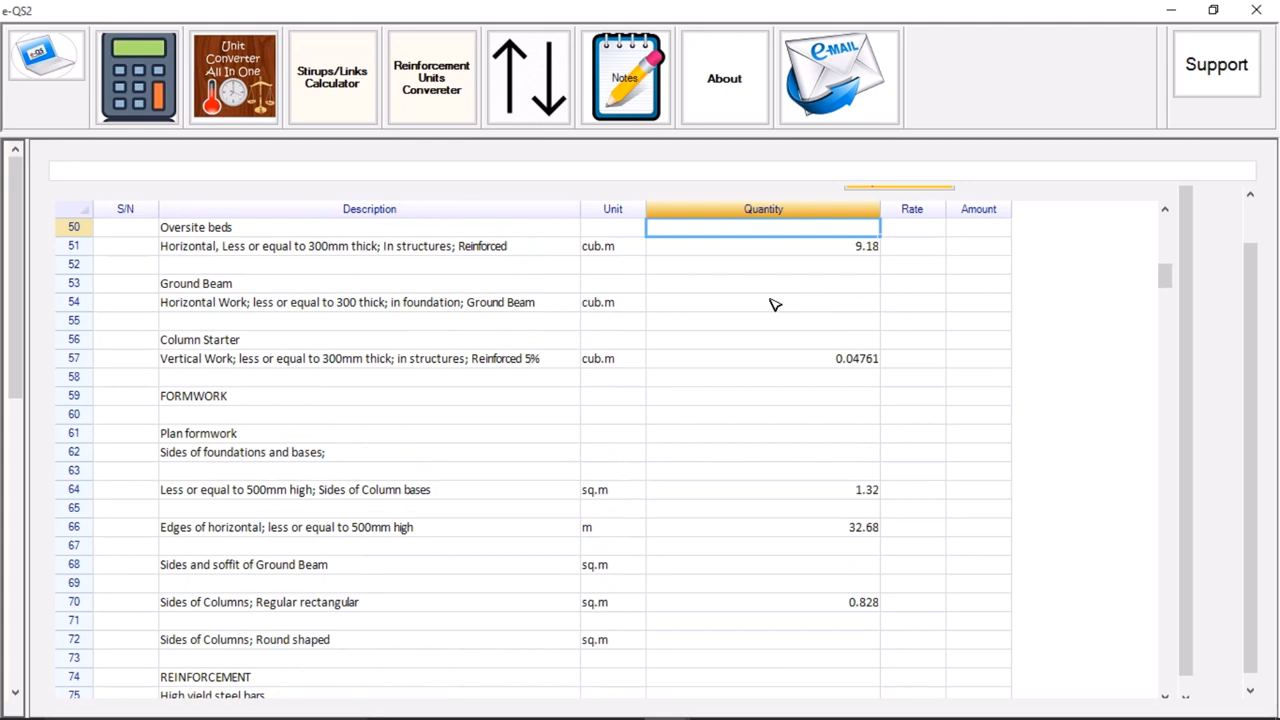 e-QS2
e-QS
Unit
Converter
All In One
Stirups/Links
Calculator
Reinforcement
Units
Convereter
Notes
About
e-MAIL
Support
S/N Description Unit Quantity Rate Amount
50 Oversite beds
51 Horizontal, Less or equal to 300mm thick; In structures; Reinforced cub.m 9.18
52
53 Ground Beam
54 Horizontal Work; less or equal to 300 thick; in foundation; Ground Beam cub.m
55
56 Column Starter
57 Vertical Work; less or equal to 300mm thick; in structures; Reinforced 5% cub.m 0.04761
58
59 FORMWORK
60
61 Plan formwork
62 Sides of foundations and bases;
63
64 Less or equal to 500mm high; Sides of Column bases sq.m 1.32
65
66 Edges of horizontal; less or equal to 500mm high m 32.68
67
68 Sides and soffit of Ground Beam sq.m
69
70 Sides of Columns; Regular rectangular sq.m 0.828
71
72 Sides of Columns; Round shaped sq.m
73
74 REINFORCEMENT
75 High yield steel bars